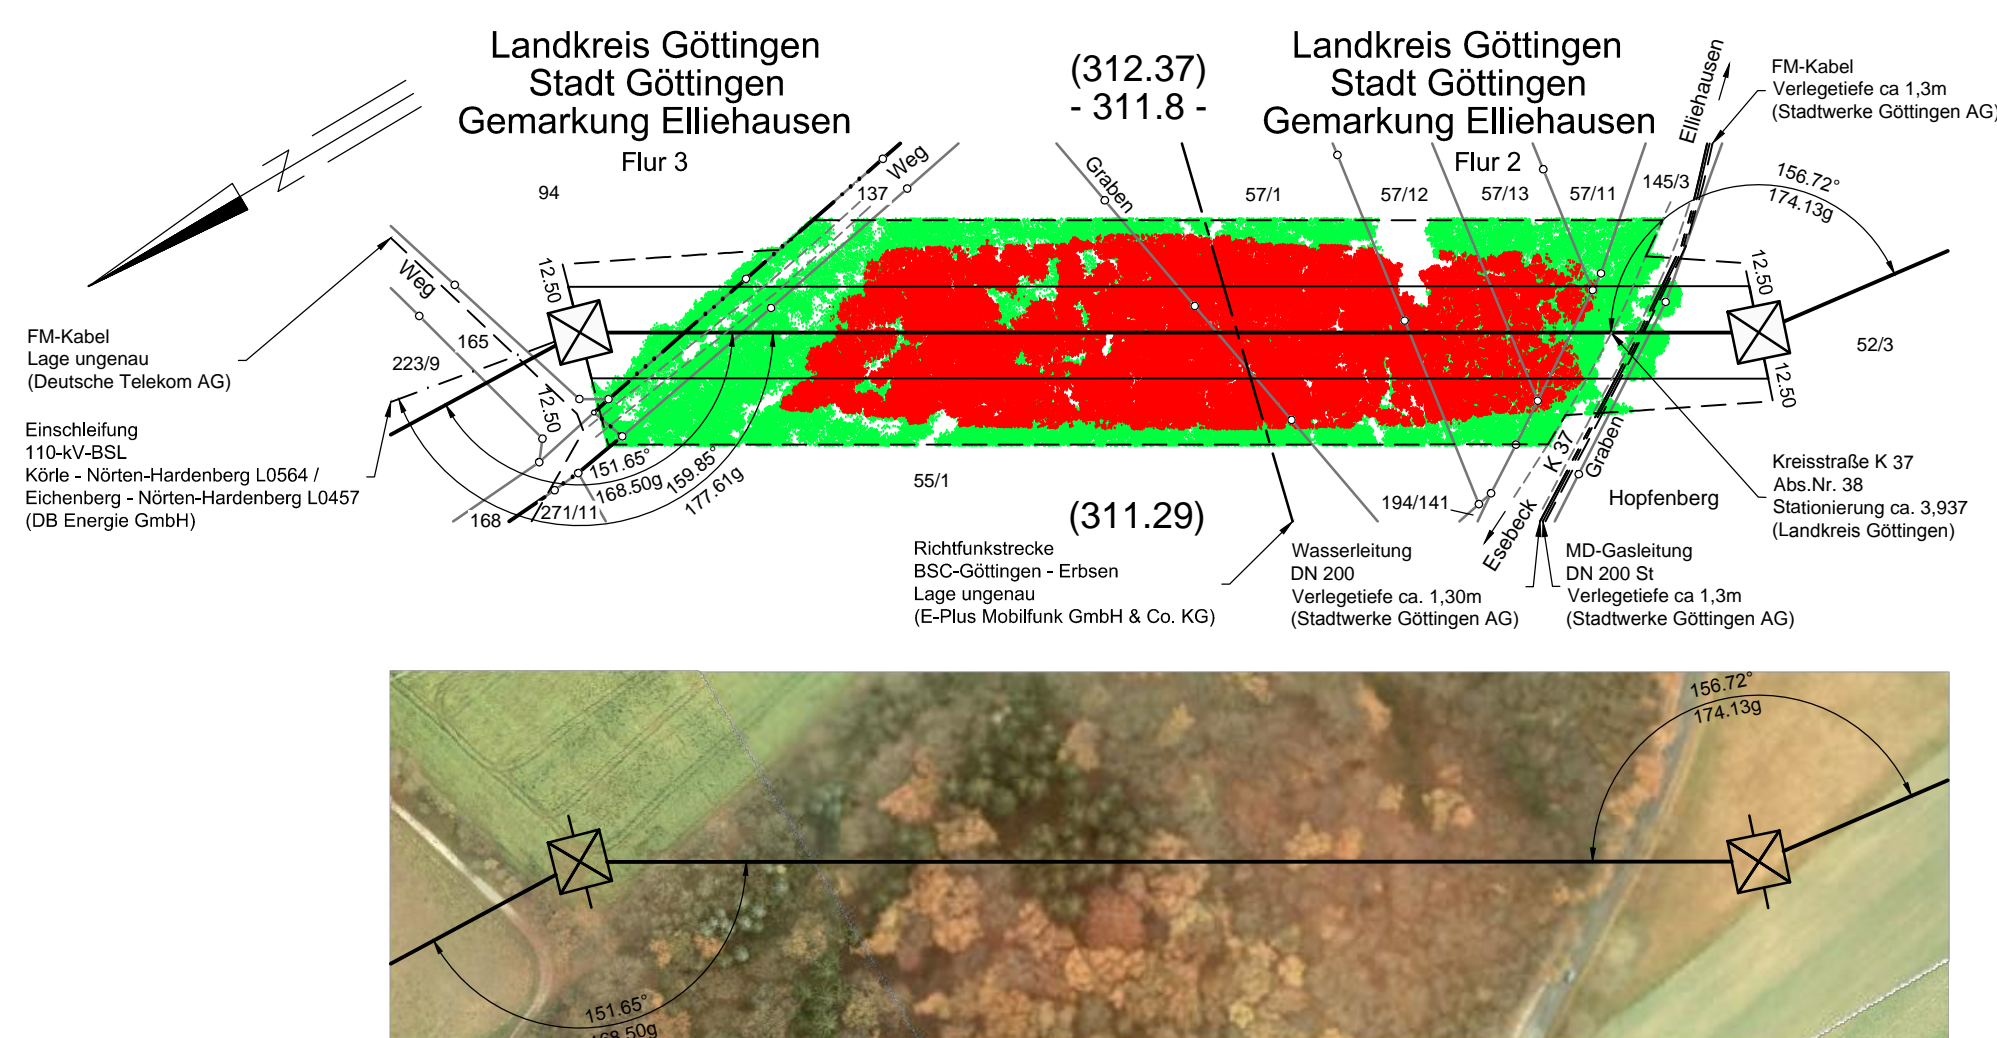 Landkreis Göttingen
Stadt Göttingen
Gemarkung Elliehausen
Flur 3
(312.37)
- 311.8 -
Landkreis Göttingen
Stadt Göttingen
Gemarkung Elliehausen
Flur 2
Elliehausen
FM-Kabel
Verlegetiefe ca 1,3m
(Stadtwerke Göttingen AG)
N
94
137
Weg
Graben
57/1
57/12
57/13
57/11
145/3
156.72°
174.13g
Weg
12.50
12.50
FM-Kabel
Lage ungenau
(Deutsche Telekom AG)
165
223/9
52/3
12.50
12.50
Einschleifung
110-kV-BSL
Körle - Nörten-Hardenberg L0564 /
Eichenberg - Nörten-Hardenberg L0457
(DB Energie GmbH)
151.65°
168.50g
159.85°
177.61g
168
271/11
55/1
(311.29)
194/141
K 37
Graben
Esebeck
Hopfenberg
Kreisstraße K 37
Abs.Nr. 38
Stationierung ca. 3,937
(Landkreis Göttingen)
Richtfunkstrecke
BSC-Göttingen - Erbsen
Lage ungenau
(E-Plus Mobilfunk GmbH & Co. KG)
Wasserleitung
DN 200
Verlegetiefe ca. 1,30m
(Stadtwerke Göttingen AG)
MD-Gasleitung
DN 200 St
Verlegetiefe ca 1,3m
(Stadtwerke Göttingen AG)
156.72°
174.13g
151.65°
168.50g